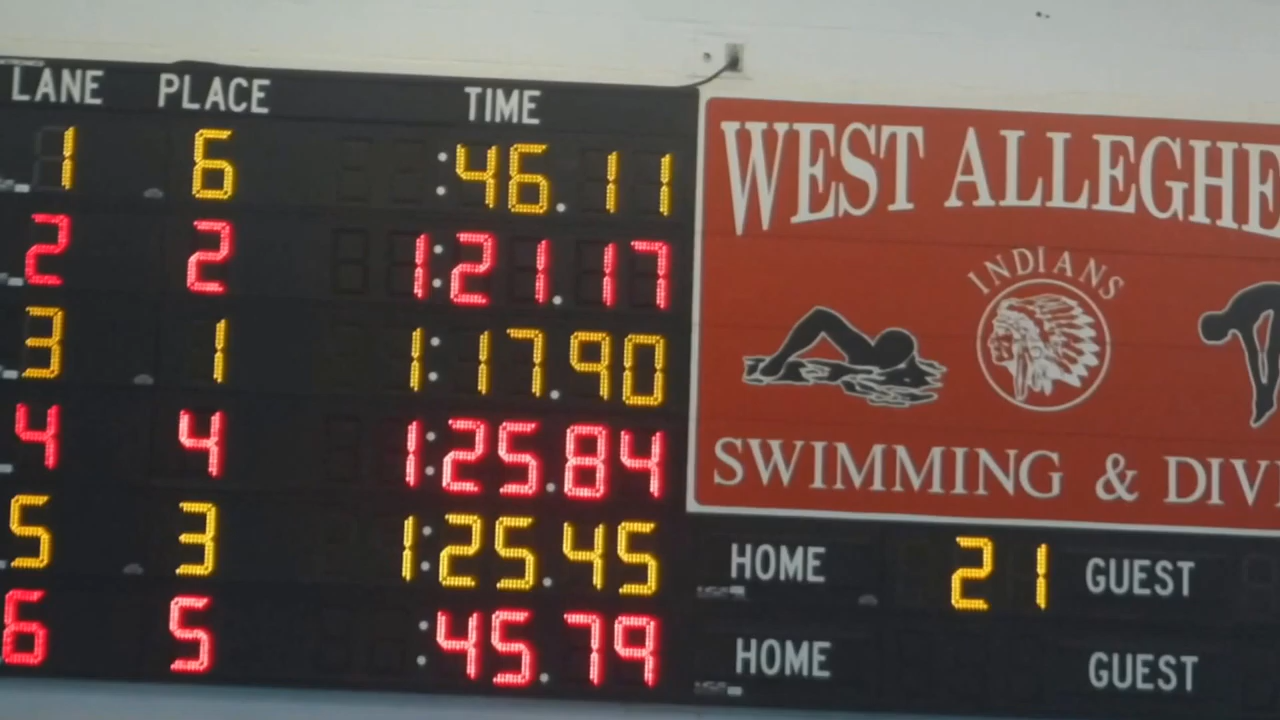 LANE PLACE TIME
1 6 :46.11
2 2 1:21.17
3 1 1:17.90
4 4 1:25.84
5 3 1:25.45
6 5 :45.79
WEST ALLEGHE
INDIANS
SWIMMING & DIV
HOME 21 GUEST
HOME GUEST